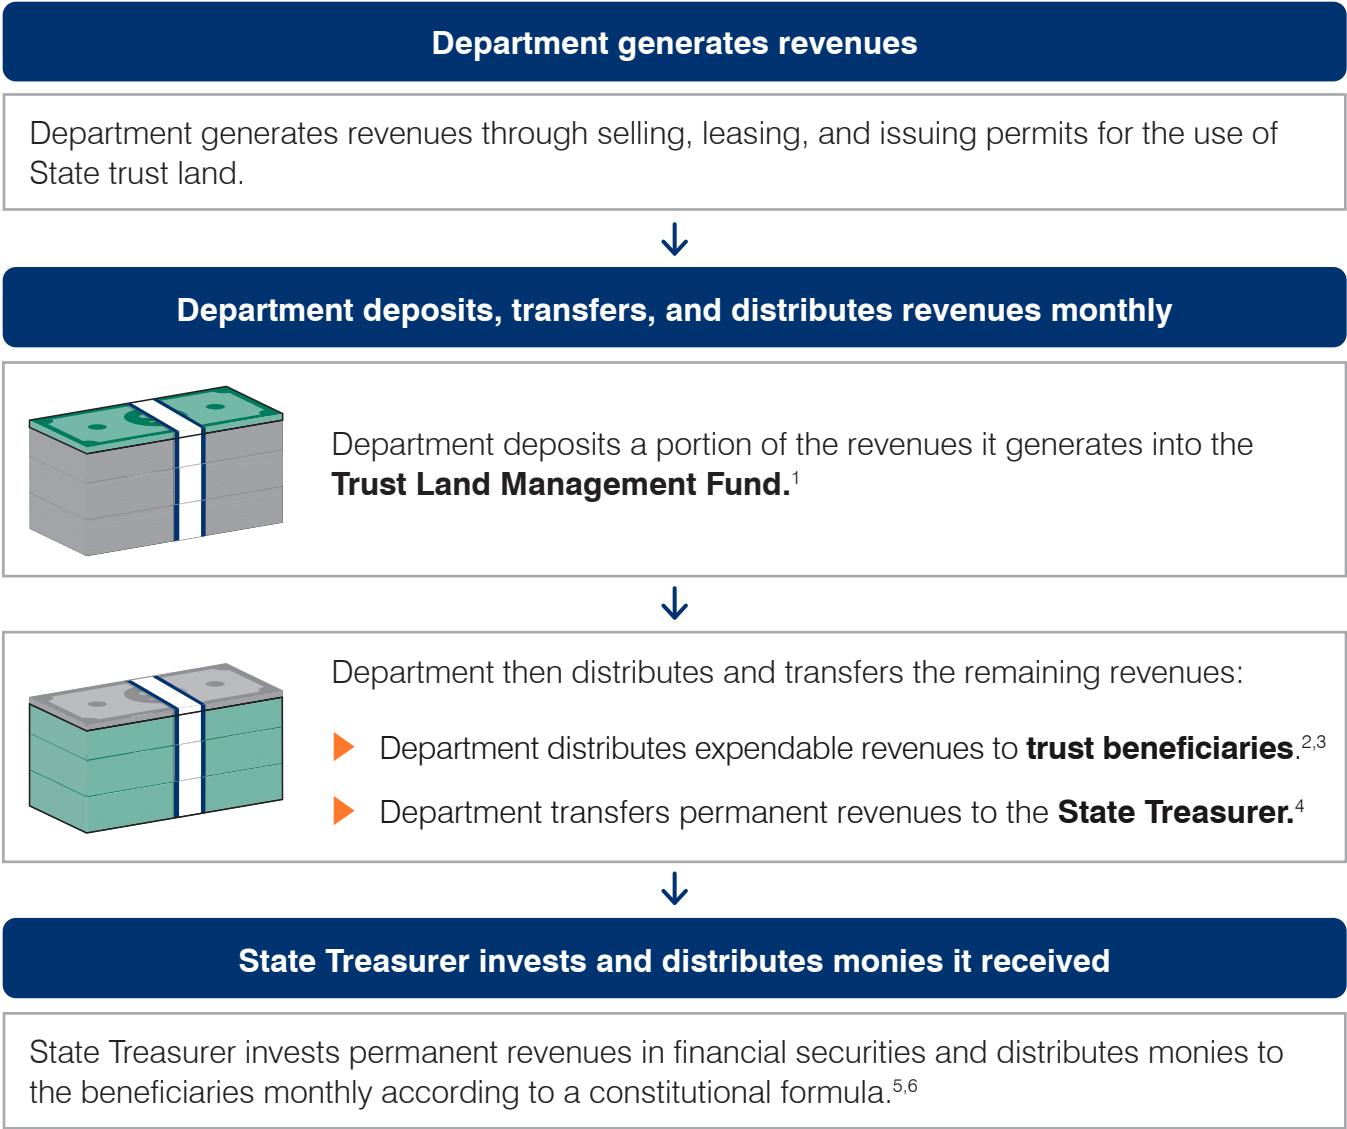 Department generates revenues
Department generates revenues through selling, leasing, and issuing permits for the use of
State trust land.
Department deposits, transfers, and distributes revenues monthly
Department deposits a portion of the revenues it generates into the
Trust Land Management Fund.1
Department then distributes and transfers the remaining revenues:
Department distributes expendable revenues to trust beneficiaries.2,3
Department transfers permanent revenues to the State Treasurer.4
State Treasurer invests and distributes monies it received
State Treasurer invests permanent revenues in financial securities and distributes monies to
the beneficiaries monthly according to a constitutional formula.5,6